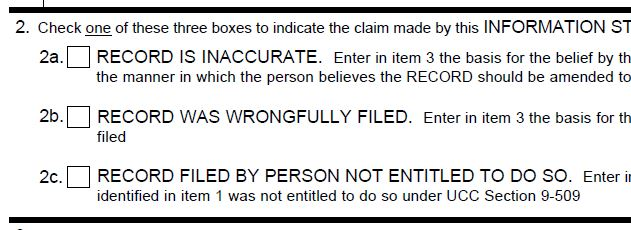 2. Check one of these three boxes to indicate the claim made by this INFORMATION ST
2a. RECORD IS INACCURATE. Enter in item 3 the basis for the belief by th
the manner in which the person believes the RECORD should be amended to
2b. RECORD WAS WRONGFULLY FILED. Enter in item 3 the basis for th
filed
2c. RECORD FILED BY PERSON NOT ENTITLED TO DO SO. Enter i
identified in item 1 was not entitled to do so under UCC Section 9-509